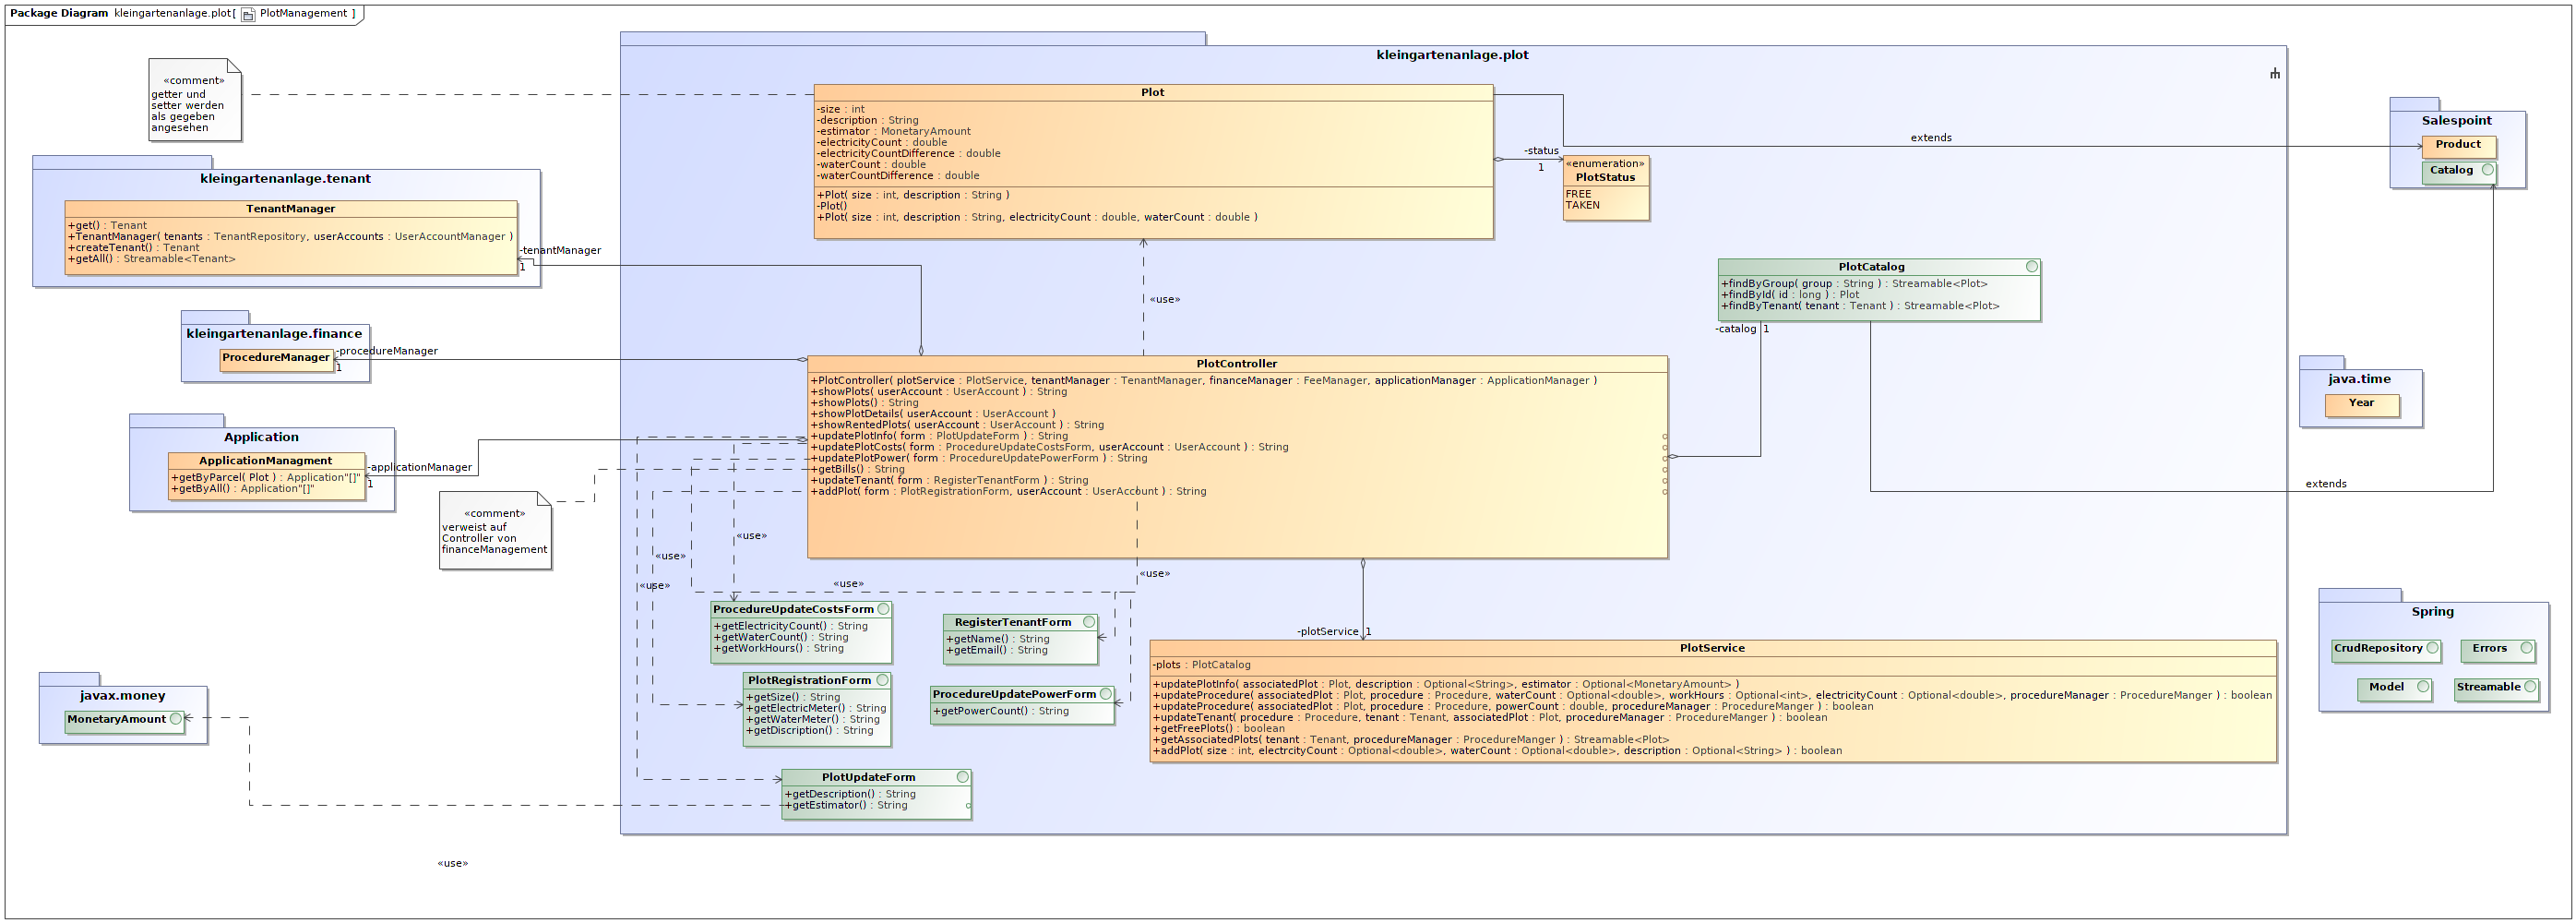 Package Diagram kleingartenanlage.plot[ PlotManagement ]
kleingartenanlage.plot
«comment»
getter und
setter werden
als gegeben
angesehen
Plot
-size : int
-description : String
-estimator : MonetaryAmount
-electricityCount : double
-electricityCountDifference : double
-waterCount : double
-waterCountDifference : double
+Plot( size : int, description : String )
-Plot()
+Plot( size : int, description : String, electricityCount : double, waterCount : double )
-status
1
«enumeration»
PlotStatus
FREE
TAKEN
extends
Salespoint
Product
Catalog
kleingartenanlage.tenant
TenantManager
+get() : Tenant
+TenantManager( tenants : TenantRepository, userAccounts : UserAccountManager )
+createTenant() : Tenant
+getAll() : Streamable<Tenant>
-tenantManager
1
«use»
PlotCatalog
+findByGroup( group : String ) : Streamable<Plot>
+findById( id : long ) : Plot
+findByTenant( tenant : Tenant ) : Streamable<Plot>
-catalog
1
kleingartenanlage.finance
ProcedureManager
-procedureManager
1
PlotController
+PlotController( plotService : PlotService, tenantManager : TenantManager, financeManager : FeeManager, applicationManager : ApplicationManager )
+showPlots( userAccount : UserAccount ) : String
+showPlots() : String
+showPlotDetails( userAccount : UserAccount )
+showRentedPlots( userAccount : UserAccount ) : String
+updatePlotInfo( form : PlotUpdateForm ) : String
+updatePlotCosts( form : ProcedureUpdateCostsForm, userAccount : UserAccount ) : String
+updatePlotPower( form : ProcedureUpdatePowerForm ) : String
+getBills() : String
+updateTenant( form : RegisterTenantForm ) : String
+addPlot( form : PlotRegistrationForm, userAccount : UserAccount ) : String
java.time
Year
Application
ApplicationManagment
+getByParcel( Plot ) : Application"[]"
+getByAll() : Application"[]"
-applicationManager
1
extends
«comment»
verweist auf
Controller von
financeManagement
«use»
«use»
«use»
«use»
«use»
ProcedureUpdateCostsForm
+getElectricityCount() : String
+getWaterCount() : String
+getWorkHours() : String
RegisterTenantForm
+getName() : String
+getEmail() : String
-plotService
1
PlotService
-plots : PlotCatalog
+updatePlotInfo( associatedPlot : Plot, description : Optional<String>, estimator : Optional<MonetaryAmount> )
+updateProcedure( associatedPlot : Plot, procedure : Procedure, waterCount : Optional<double>, workHours : Optional<int>, electricityCount : Optional<double>, procedureManager : ProcedureManger ) : boolean
+updateProcedure( associatedPlot : Plot, procedure : Procedure, powerCount : double, procedureManager : ProcedureManger ) : boolean
+updateTenant( procedure : Procedure, tenant : Tenant, associatedPlot : Plot, procedureManager : ProcedureManger ) : boolean
+getFreePlots() : boolean
+getAssociatedPlots( tenant : Tenant, procedureManager : ProcedureManger ) : Streamable<Plot>
+addPlot( size : int, electrcityCount : Optional<double>, waterCount : Optional<double>, description : Optional<String> ) : boolean
Spring
CrudRepository
Errors
Model
Streamable
PlotRegistrationForm
+getSize() : String
+getElectricMeter() : String
+getWaterMeter() : String
+getDiscription() : String
ProcedureUpdatePowerForm
+getPowerCount() : String
javax.money
MonetaryAmount
PlotUpdateForm
+getDescription() : String
+getEstimator() : String
«use»